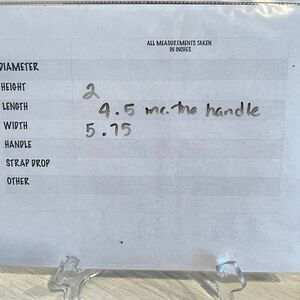 ALL MEASUREMENTS TAKEN
IN INCHES
DIAMETER
HEIGHT 2
LENGTH 4.5 inc. the handle
WIDTH 5.75
HANDLE
STRAP DROP
OTHER